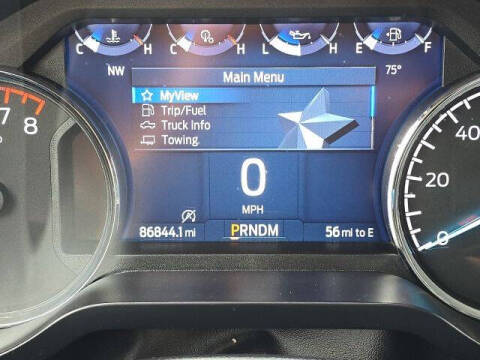 C H C H L H E F
NW 75°
Main Menu
MyView
Trip/Fuel
Truck Info
Towing
0
MPH
86844.1 mi PRNDM 56 mi to E
7
8
40
20
0